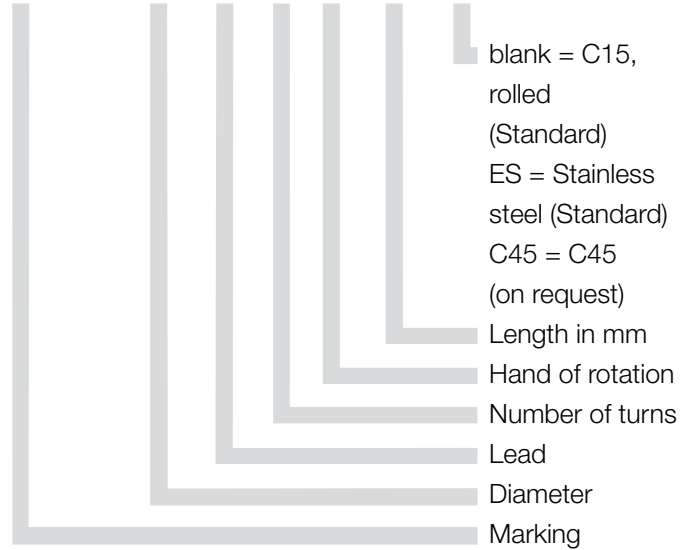 blank = C15,
rolled
(Standard)
ES = Stainless
steel (Standard)
C45 = C45
(on request)
Length in mm
Hand of rotation
Number of turns
Lead
Diameter
Marking